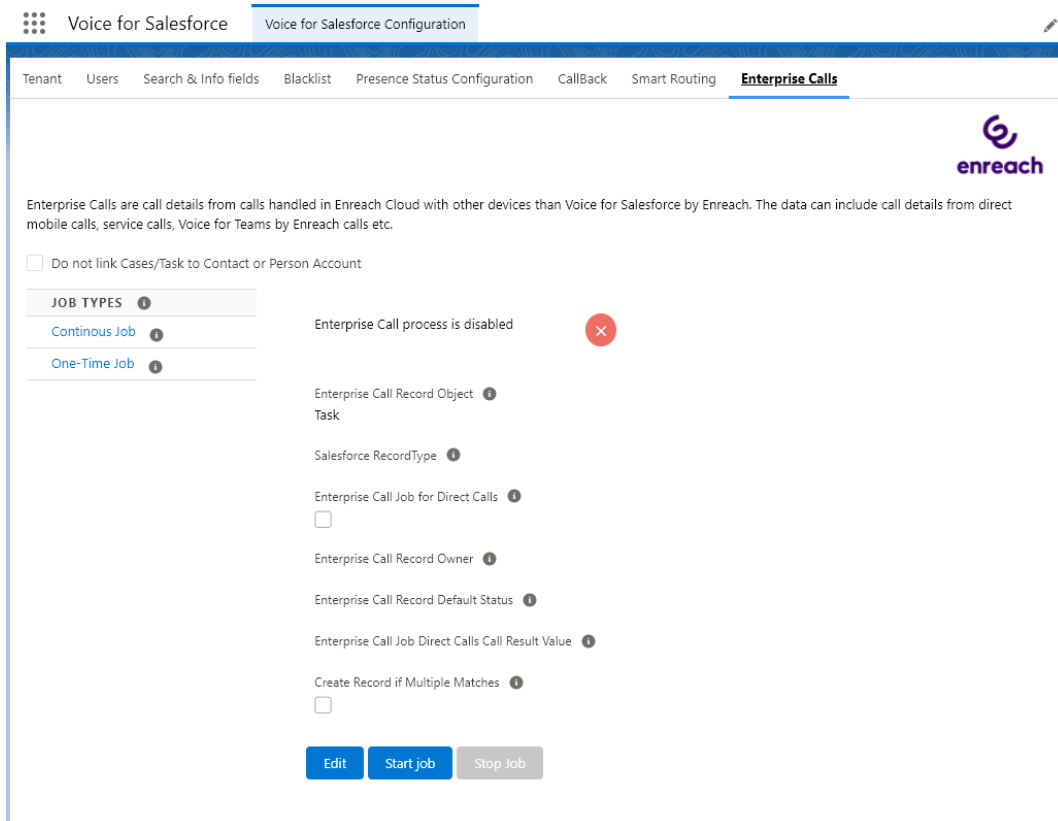 Voice for Salesforce
Voice for Salesforce Configuration
Tenant Users Search & Info fields Blacklist Presence Status Configuration CallBack Smart Routing Enterprise Calls
enreach
Enterprise Calls are call details from calls handled in Enreach Cloud with other devices than Voice for Salesforce by Enreach. The data can include call details from direct
mobile calls, service calls, Voice for Teams by Enreach calls etc.
Do not link Cases/Task to Contact or Person Account
JOB TYPES
Continous Job
One-Time Job
Enterprise Call process is disabled
Enterprise Call Record Object
Task
Salesforce RecordType
Enterprise Call Job for Direct Calls
Enterprise Call Record Owner
Enterprise Call Record Default Status
Enterprise Call Job Direct Calls Call Result Value
Create Record if Multiple Matches
Edit Start job Stop Job